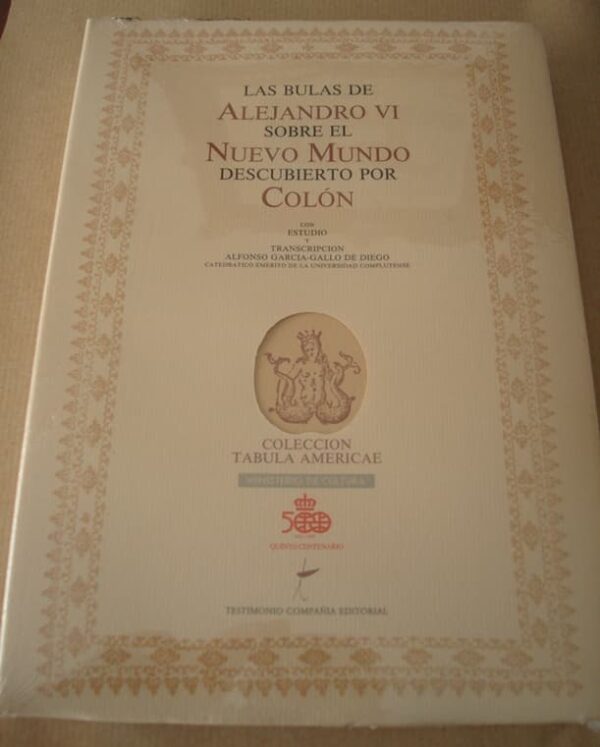 LAS BULAS DE
ALEJANDRO VI
SOBRE EL
NUEVO MUNDO
DESCUBIERTO POR
COLÓN
CON
ESTUDIO
Y
TRANSCRIPCION
ALFONSO GARCIA-GALLO DE DIEGO
CATEDRATICO EMERITO DE LA UNIVERSIDAD COMPLUTENSE
COLECCION
TABULA AMERICAE
MINISTERIO DE CULTURA
500
QUINTO CENTENARIO
TESTIMONIO COMPAÑIA EDITORIAL